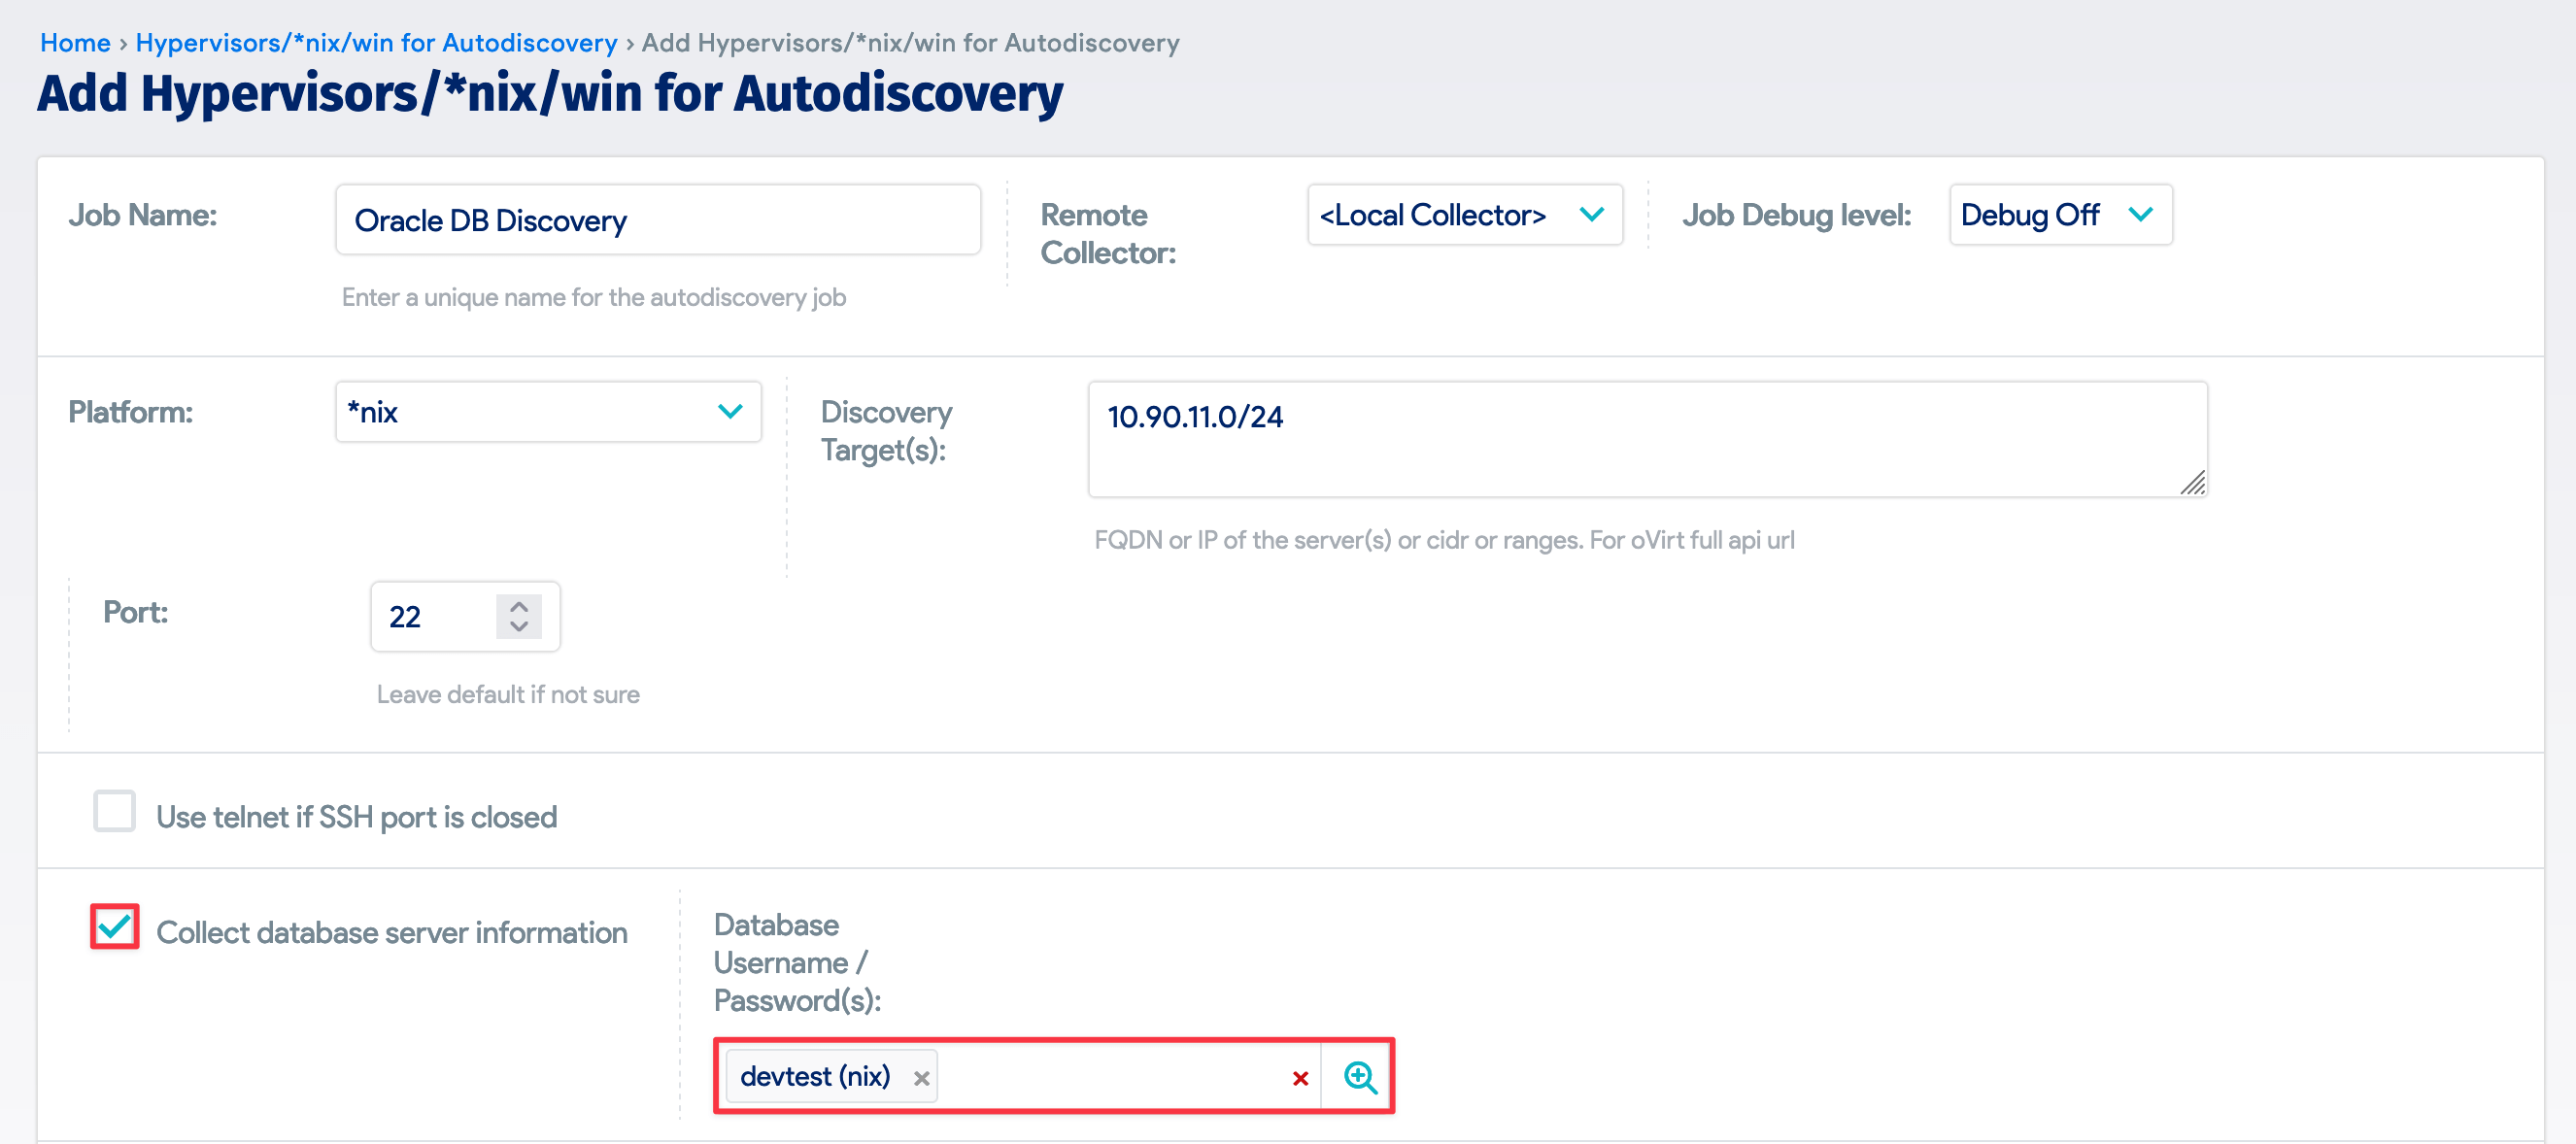 Home › Hypervisors/*nix/win for Autodiscovery › Add Hypervisors/*nix/win for Autodiscovery
Add Hypervisors/*nix/win for Autodiscovery
Job Name:
Oracle DB Discovery
Enter a unique name for the autodiscovery job
Remote
Collector:
<Local Collector>
Job Debug level:
Debug Off
Platform:
*nix
Discovery
Target(s):
10.90.11.0/24
FQDN or IP of the server(s) or cidr or ranges. For oVirt full api url
Port:
22
Leave default if not sure
Use telnet if SSH port is closed
Collect database server information
Database
Username /
Password(s):
devtest (nix)